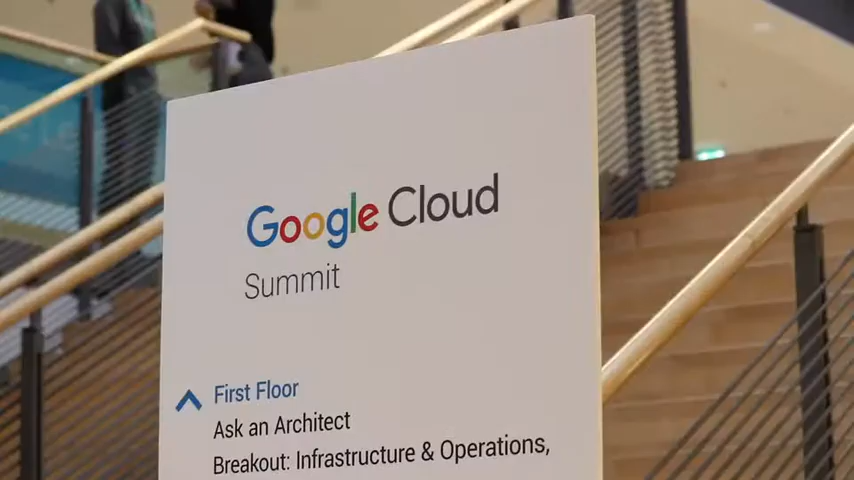 Google Cloud
Summit
First Floor
Ask an Architect
Breakout: Infrastructure & Operations,